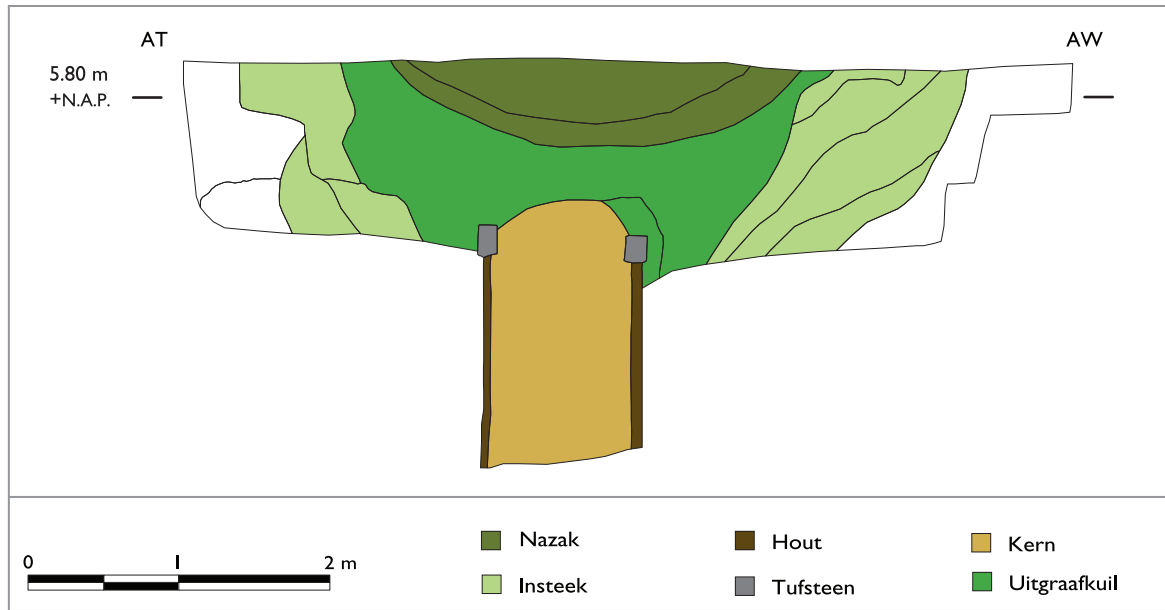 AT
AW
5.80 m
+N.A.P.
Nazak
Hout
Kern
0
1
2 m
Insteek
Tufsteen
Uitgraafkuil